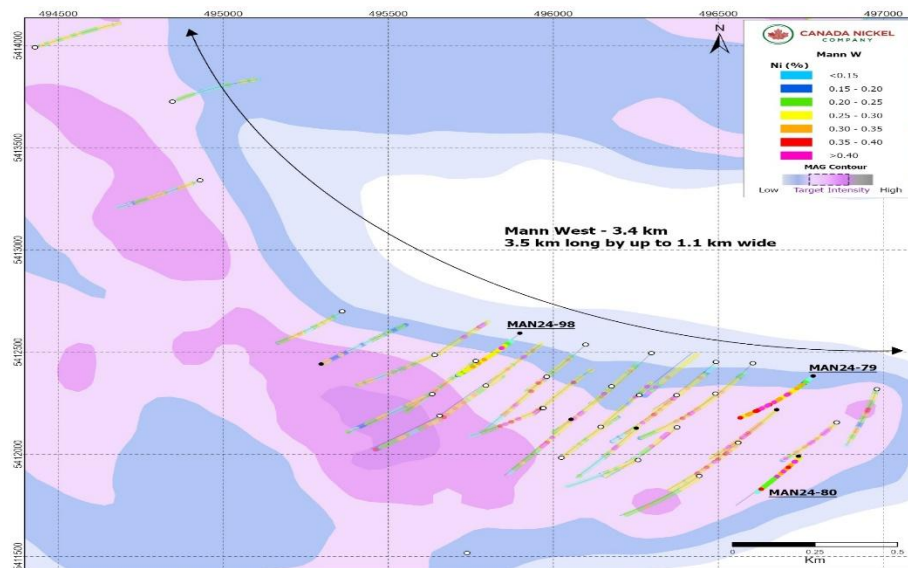 494500 495000 495500 496000 496500 497000
5414000
5413500
5413000
5412500
5412000
5411500
N
CANADA NICKEL
COMPANY
Mann W
Ni (%)
<0.15
0.15 - 0.20
0.20 - 0.25
0.25 - 0.30
0.30 - 0.35
0.35 - 0.40
>0.40
MAG Contour
Low Target Intensity High
Mann West - 3.4 km
3.5 km long by up to 1.1 km wide
MAN24-98
MAN24-79
MAN24-80
0 0.25 0.5
Km